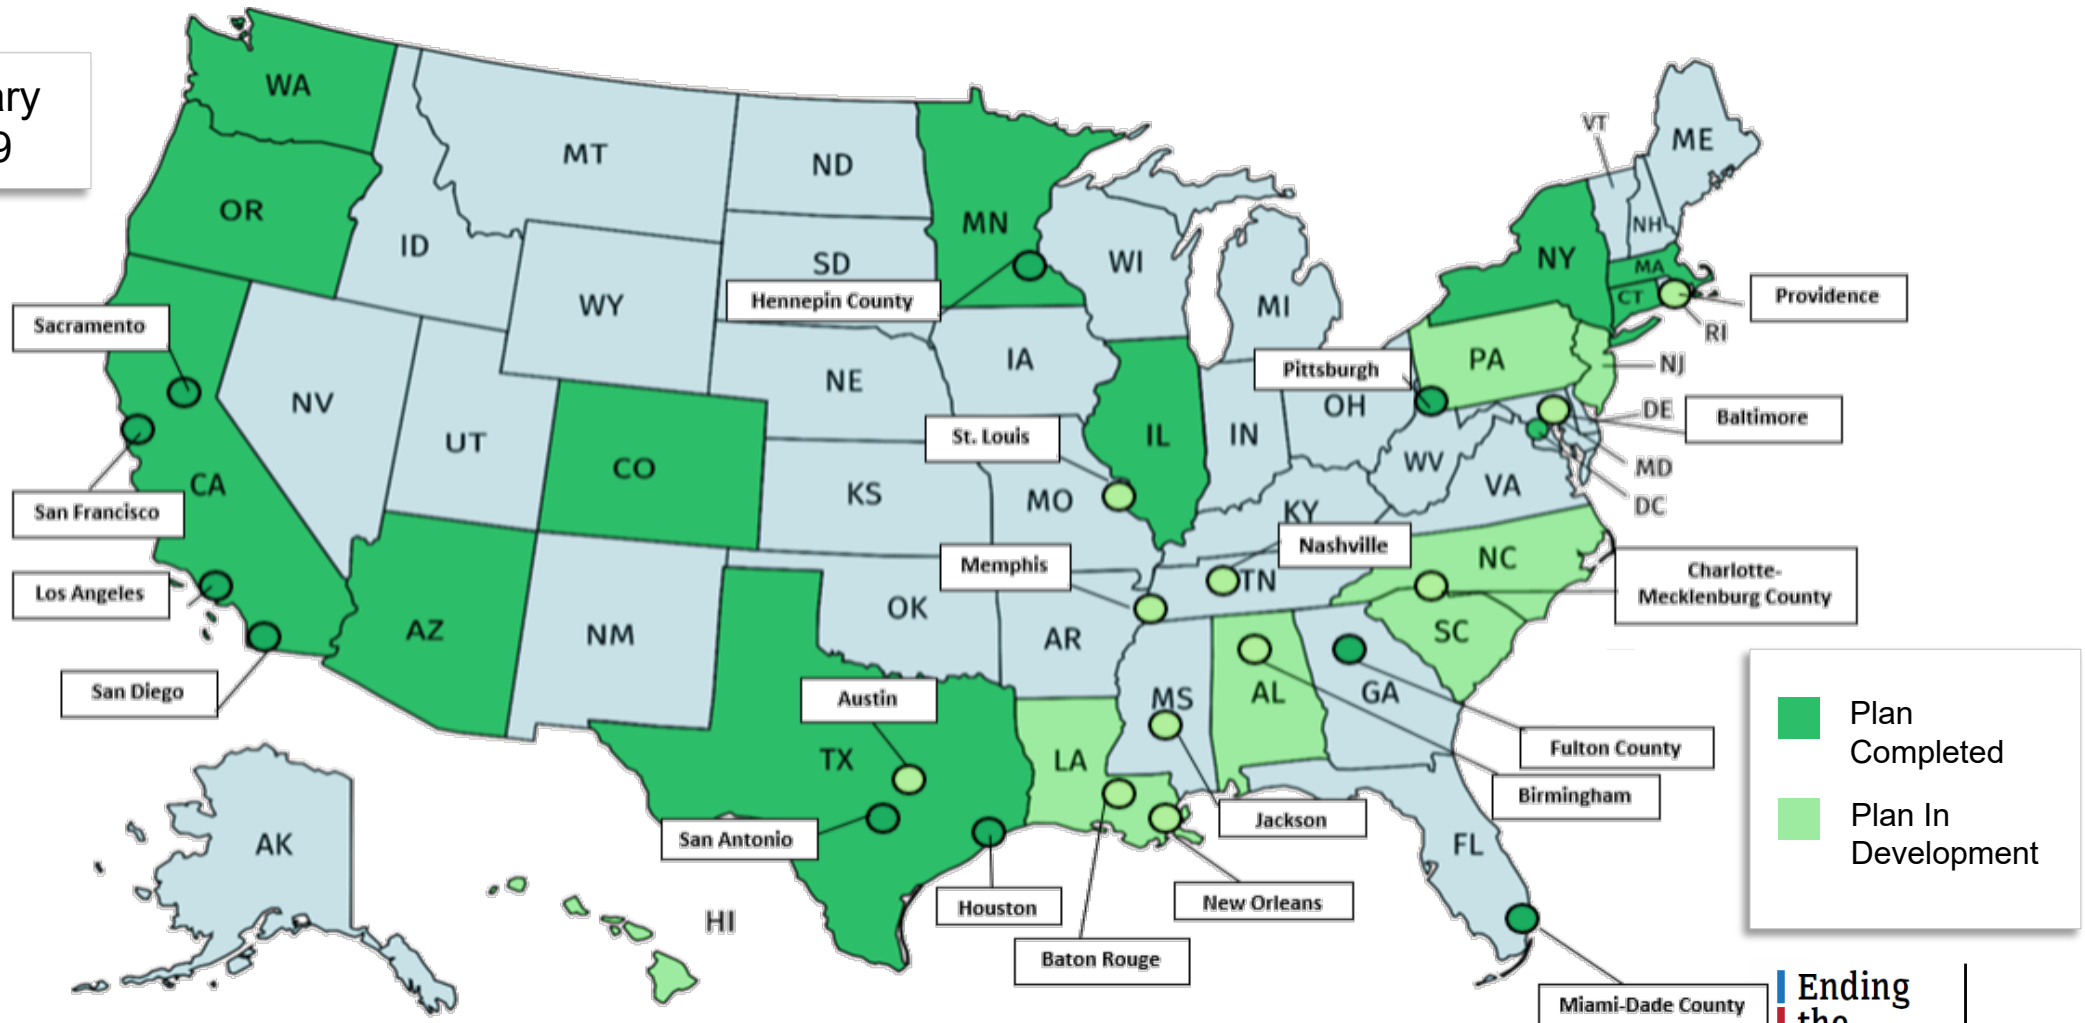 ary
9
WA
OR
ID
MT
ND
MN
SD
WY
WI
MI
VT
ME
NH
NY
MA
CT
RI
Providence
Hennepin County
Sacramento
NV
UT
CO
NE
IA
IL
IN
OH
Pittsburgh
PA
NJ
DE
Baltimore
MD
DC
WV
VA
KY
St. Louis
MO
KS
CA
San Francisco
Los Angeles
San Diego
AZ
NM
OK
AR
Memphis
Nashville
TN
NC
Charlotte-
Mecklenburg County
SC
MS
AL
GA
Fulton County
Birmingham
Jackson
Austin
TX
LA
San Antonio
Houston
Baton Rouge
New Orleans
FL
Miami-Dade County
AK
HI
Plan
Completed
Plan In
Development
Ending
the